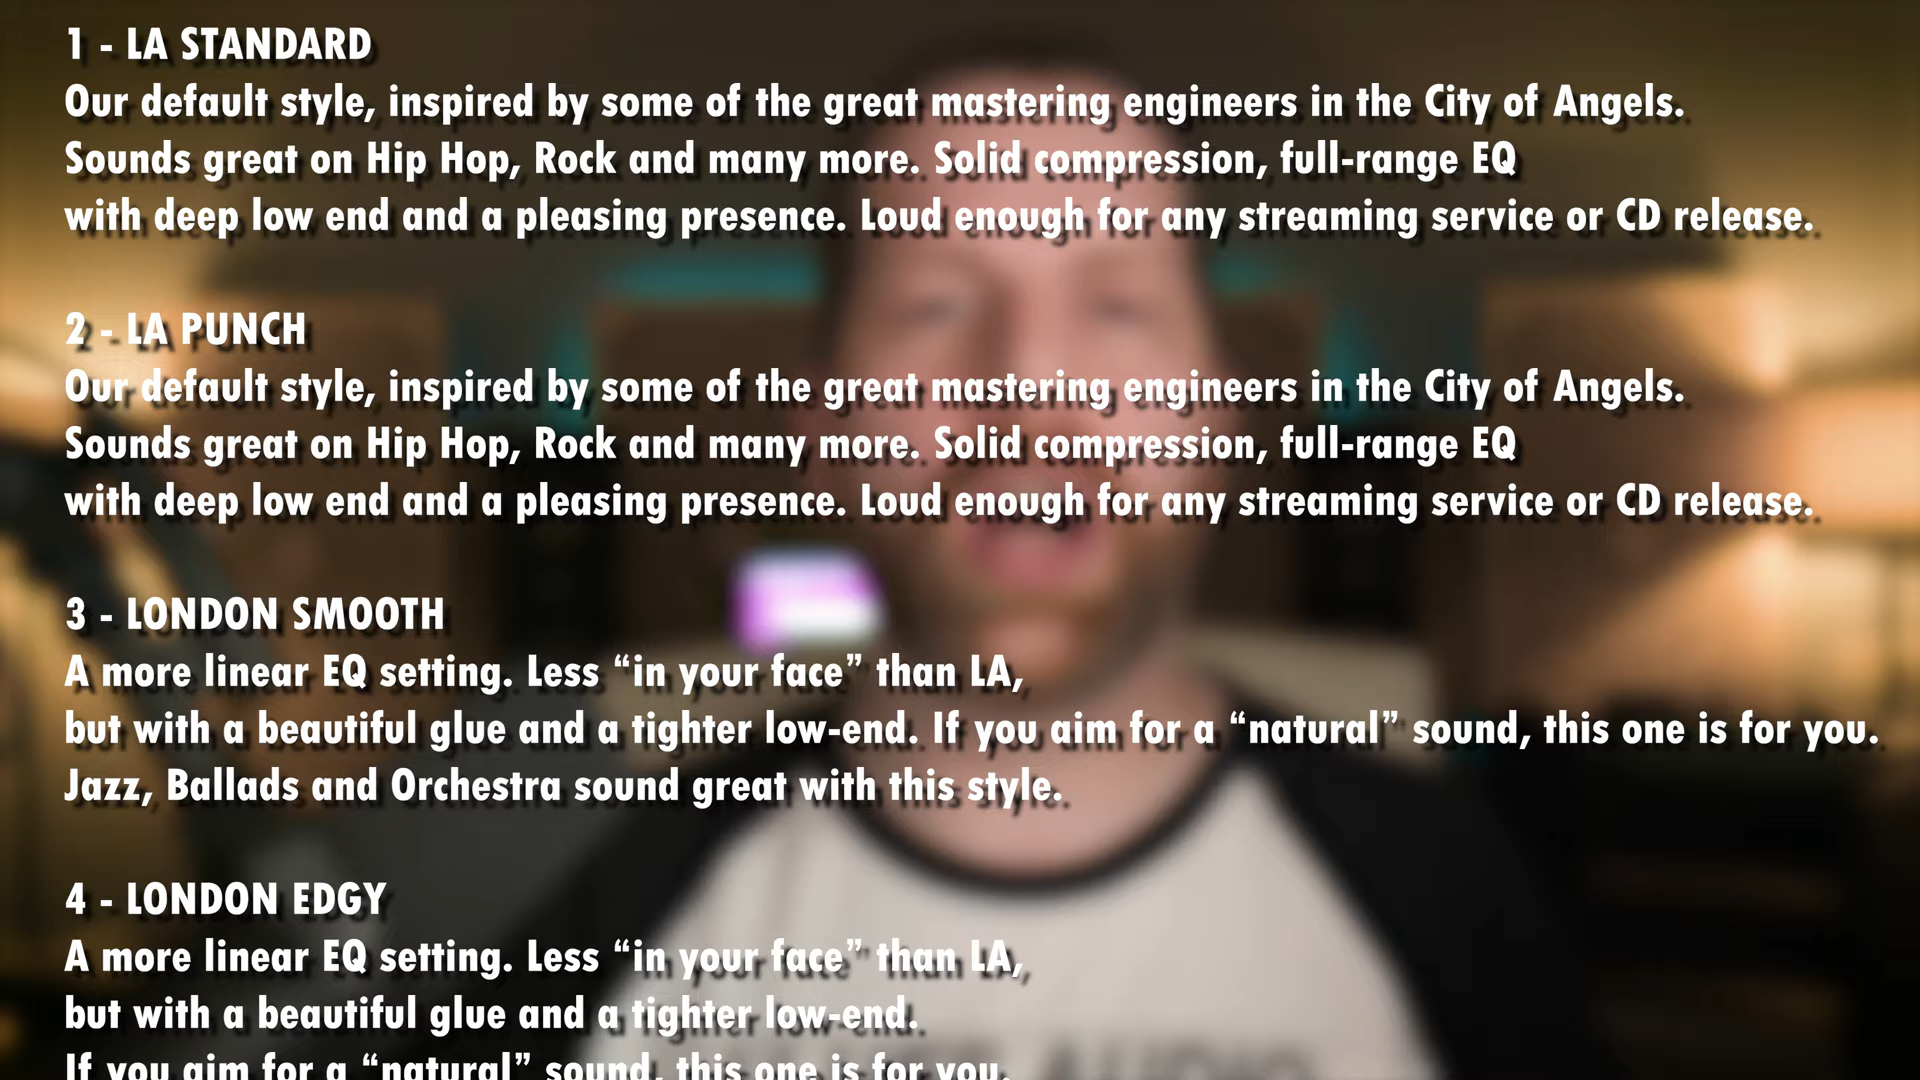 1 - LA STANDARD
Our default style, inspired by some of the great mastering engineers in the City of Angels.
Sounds great on Hip Hop, Rock and many more. Solid compression, full-range EQ
with deep low end and a pleasing presence. Loud enough for any streaming service or CD release.
2 - LA PUNCH
Our default style, inspired by some of the great mastering engineers in the City of Angels.
Sounds great on Hip Hop, Rock and many more. Solid compression, full-range EQ
with deep low end and a pleasing presence. Loud enough for any streaming service or CD release.
3 - LONDON SMOOTH
A more linear EQ setting. Less “in your face” than LA,
but with a beautiful glue and a tighter low-end. If you aim for a “natural” sound, this one is for you.
Jazz, Ballads and Orchestra sound great with this style.
4 - LONDON EDGY
A more linear EQ setting. Less “in your face” than LA,
but with a beautiful glue and a tighter low-end.
If you aim for a “natural” sound, this one is for you.
AUDIO